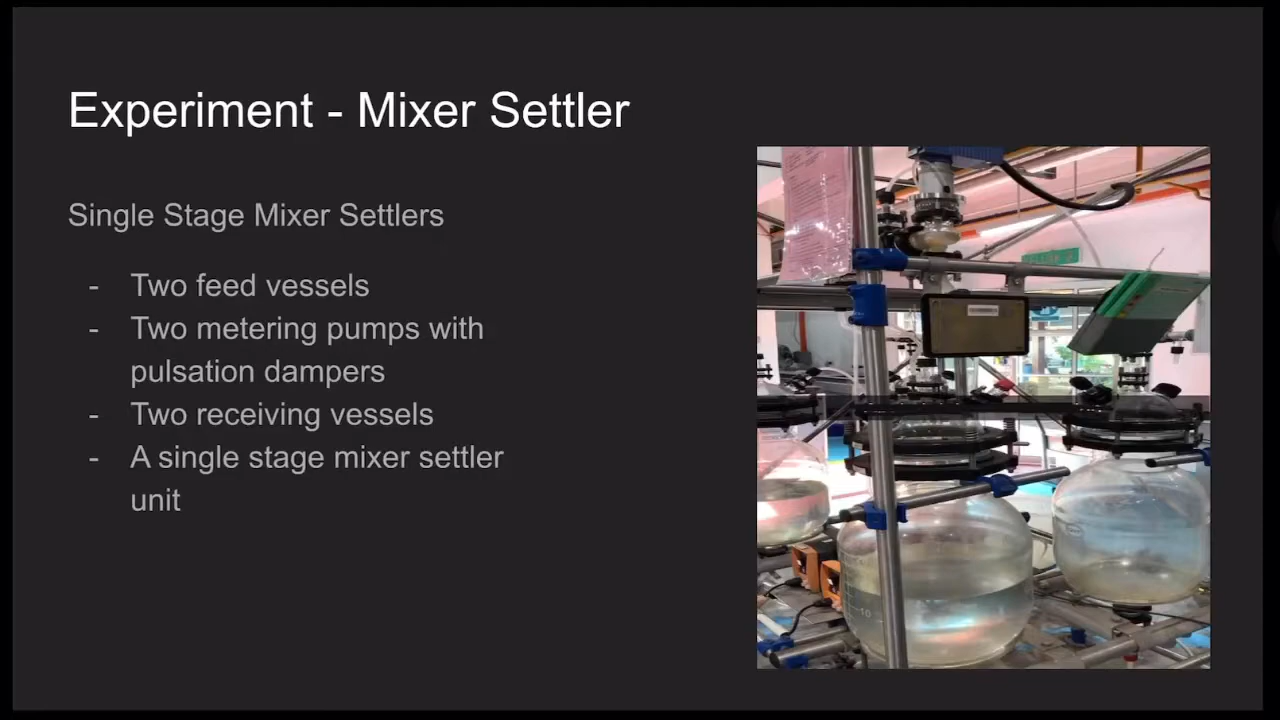 Experiment - Mixer Settler
Single Stage Mixer Settlers
- Two feed vessels
- Two metering pumps with
pulsation dampers
- Two receiving vessels
- A single stage mixer settler
unit